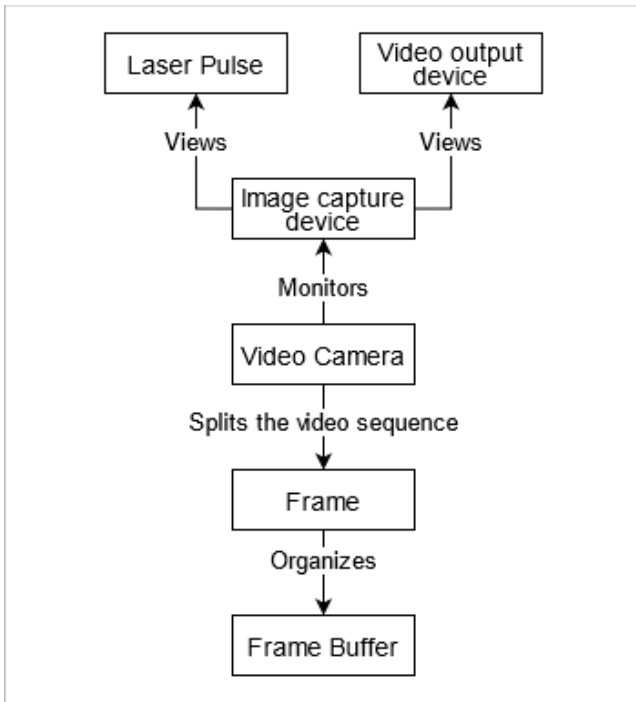 Laser Pulse
Video output
device
Views
Views
Image capture
device
Monitors
Video Camera
Splits the video sequence
Frame
Organizes
Frame Buffer